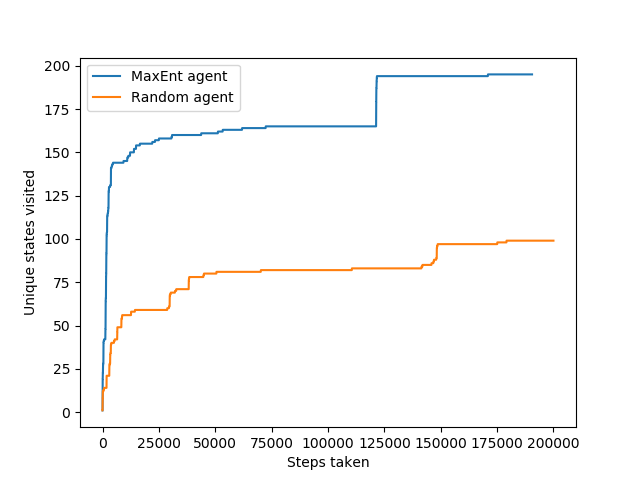 200
175
150
125
100
75
50
25
0
Unique states visited
MaxEnt agent
Random agent
0 25000 50000 75000 100000 125000 150000 175000 200000
Steps taken